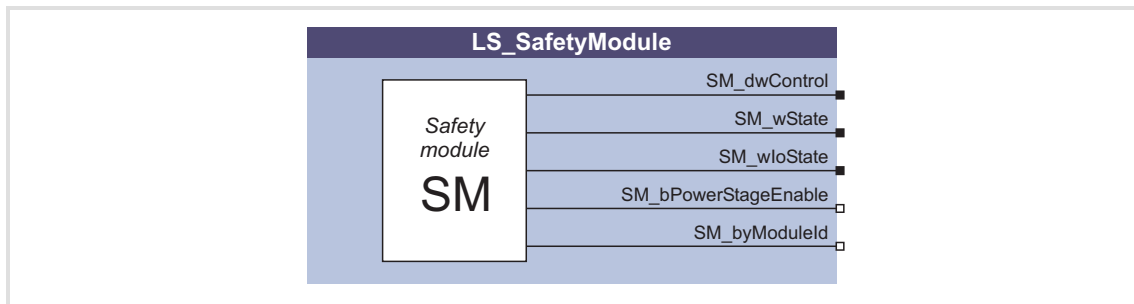 LS_SafetyModule
Safety
module
SM
SM_dwControl
SM_wState
SM_wIoState
SM_bPowerStageEnable
SM_byModuleId